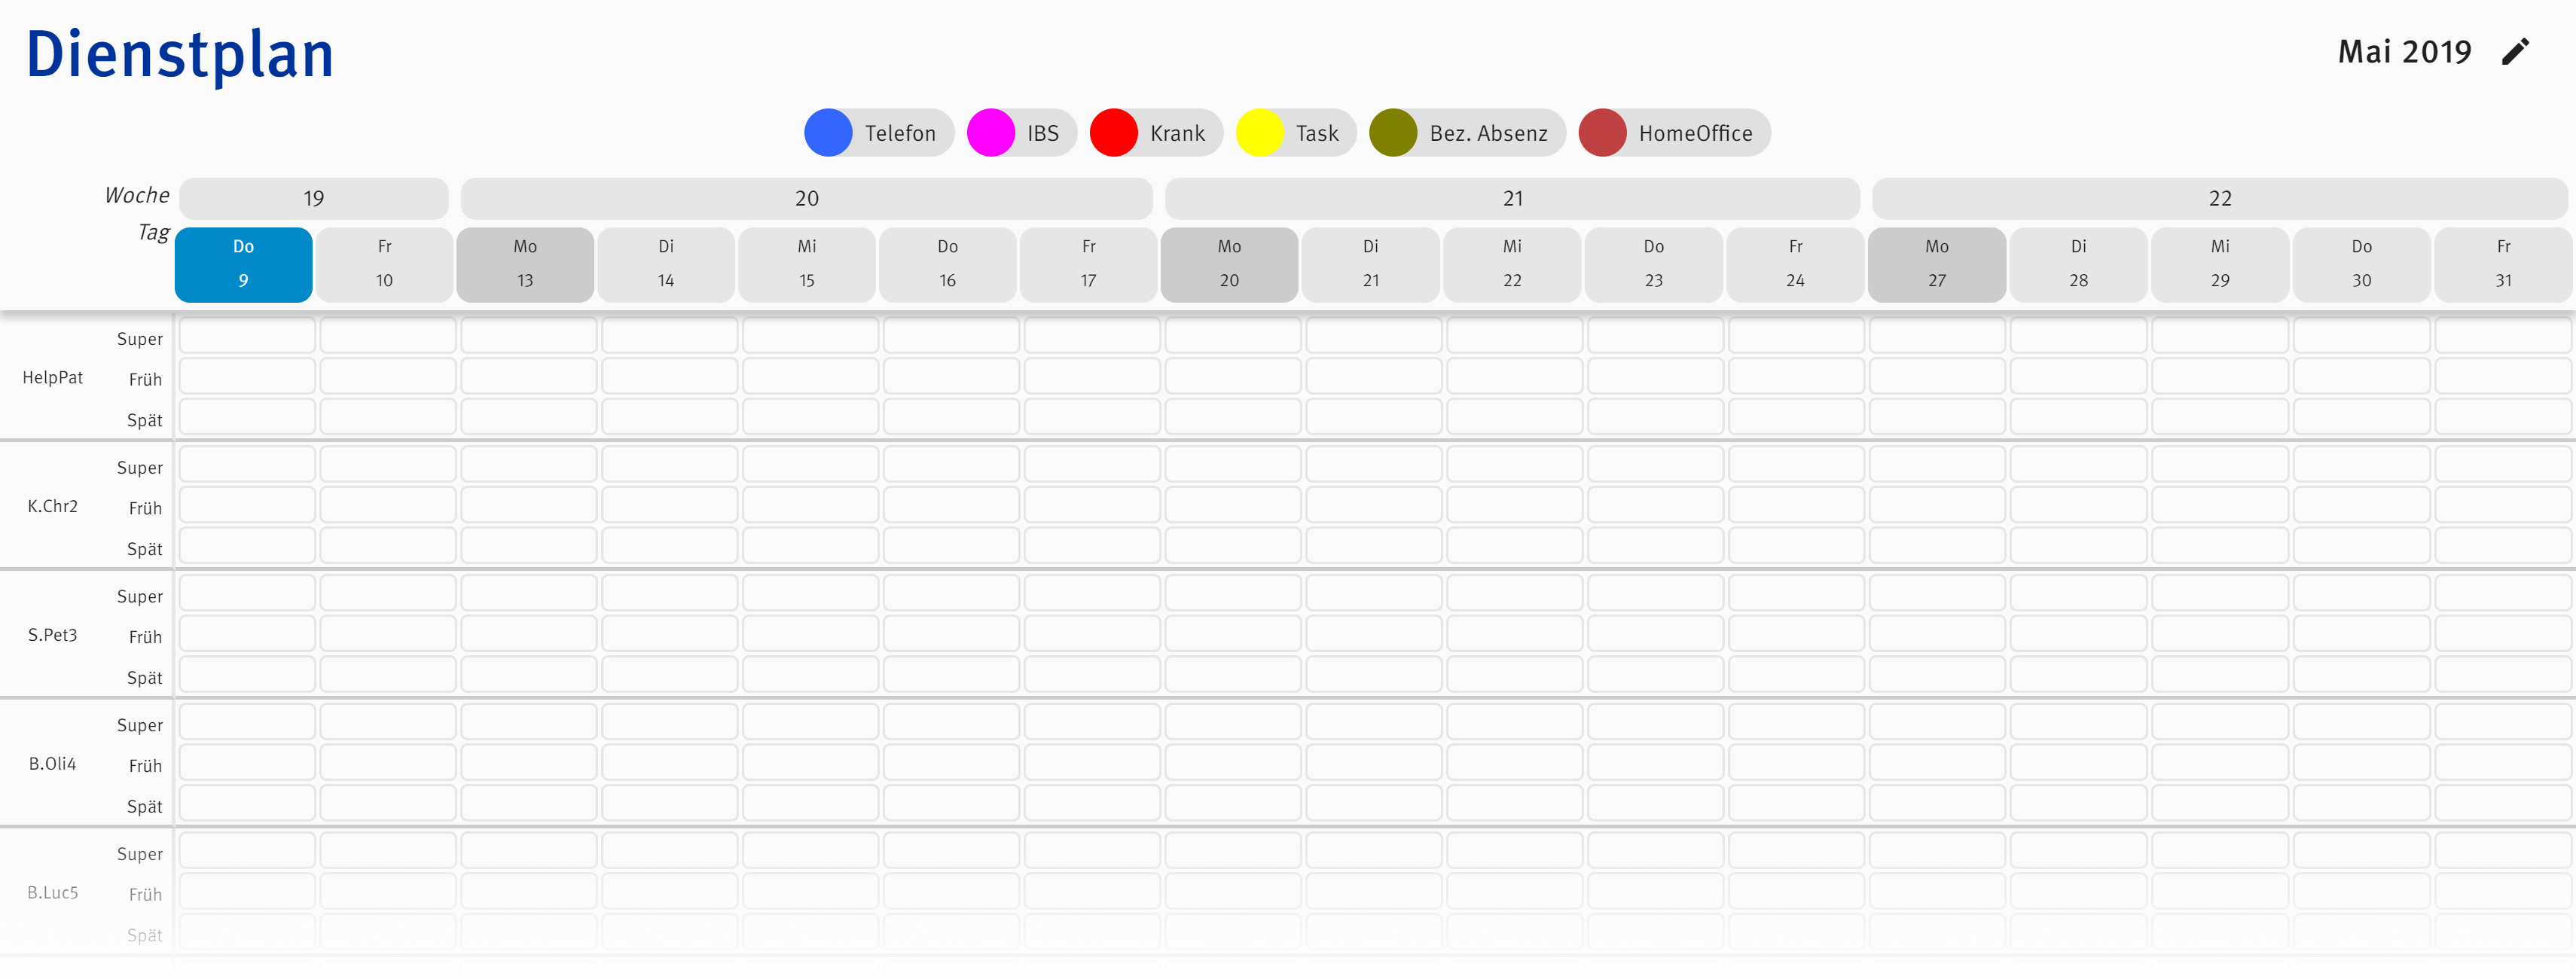 Dienstplan
Mai 2019
Telefon IBS Krank Task Bez. Absenz HomeOffice
Woche 19 20 21 22
Tag Do Fr Mo Di Mi Do Fr Mo Di Mi Do Fr Mo Di Mi Do Fr
9 10 13 14 15 16 17 20 21 22 23 24 27 28 29 30 31
Super
HelpPat Früh
Spät
Super
K.Chr2 Früh
Spät
Super
S.Pet3 Früh
Spät
Super
B.Oli4 Früh
Spät
Super
B.Luc5 Früh
Spät